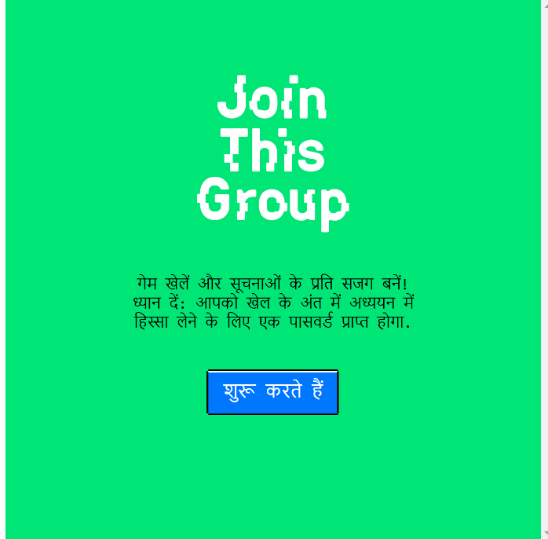 Join
This
Group
गेम खेलें और सूचनाओं के प्रति सजग बनें!
ध्यान दें: आपको खेल के अंत में अध्ययन में
हिस्सा लेने के लिए एक पासवर्ड प्राप्त होगा.
शुरू करते हैं